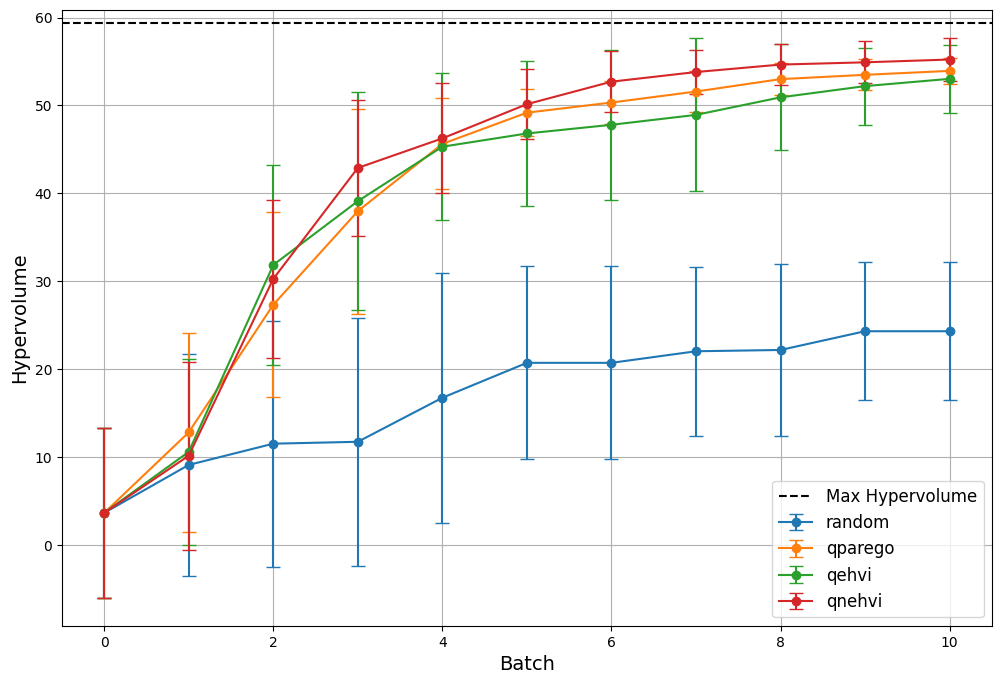 60
50
40
30
20
10
0
Hypervolume
0 2 4 6 8 10
Batch
Max Hypervolume
random
qparego
qehvi
qnehvi